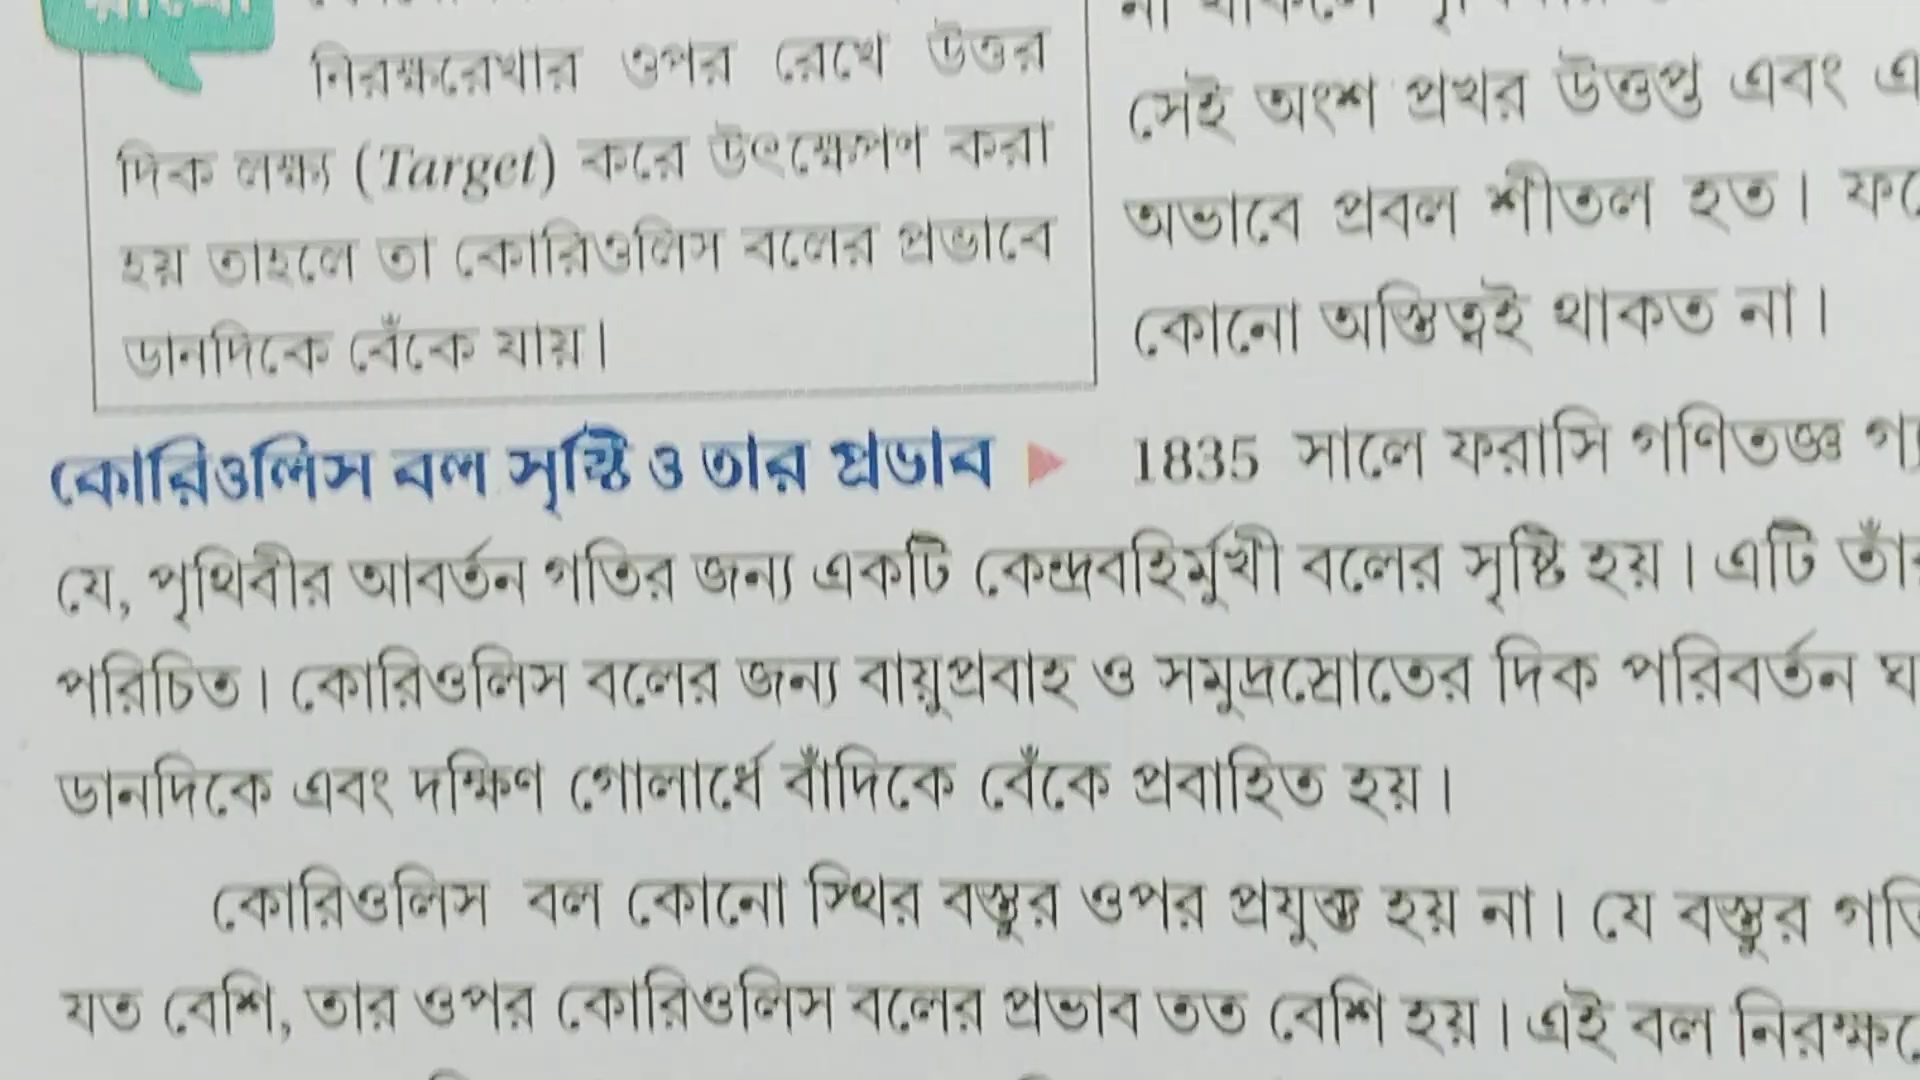 নিরক্ষরেখার ওপর রেখে উত্তর
দিক লক্ষ্য (Target) করে উৎক্ষেপণ করা
হয় তাহলে তা কোরিওলিস বলের প্রভাবে
ডানদিকে বেঁকে যায়।
সেই অংশ প্রখর উত্তপ্ত এবং
অভাবে প্রবল শীতল হত।
কোনো অস্তিত্বই থাকত না।
কোরিওলিস বল সৃষ্টি ও তার প্রভাব ▶ 1835 সালে ফরাসি গণিতজ্ঞ
যে, পৃথিবীর আবর্তন গতির জন্য একটি কেন্দ্রবহির্মুখী বলের সৃষ্টি হয়। এটি
পরিচিত। কোরিওলিস বলের জন্য বায়ুপ্রবাহ ও সমুদ্রস্রোতের দিক পরিবর্তন
ডানদিকে এবং দক্ষিণ গোলার্ধে বাঁদিকে বেঁকে প্রবাহিত হয়।
কোরিওলিস বল কোনো স্থির বস্তুর ওপর প্রযুক্ত হয় না। যে বস্তুর
যত বেশি, তার ওপর কোরিওলিস বলের প্রভাব তত বেশি হয়। এই বল